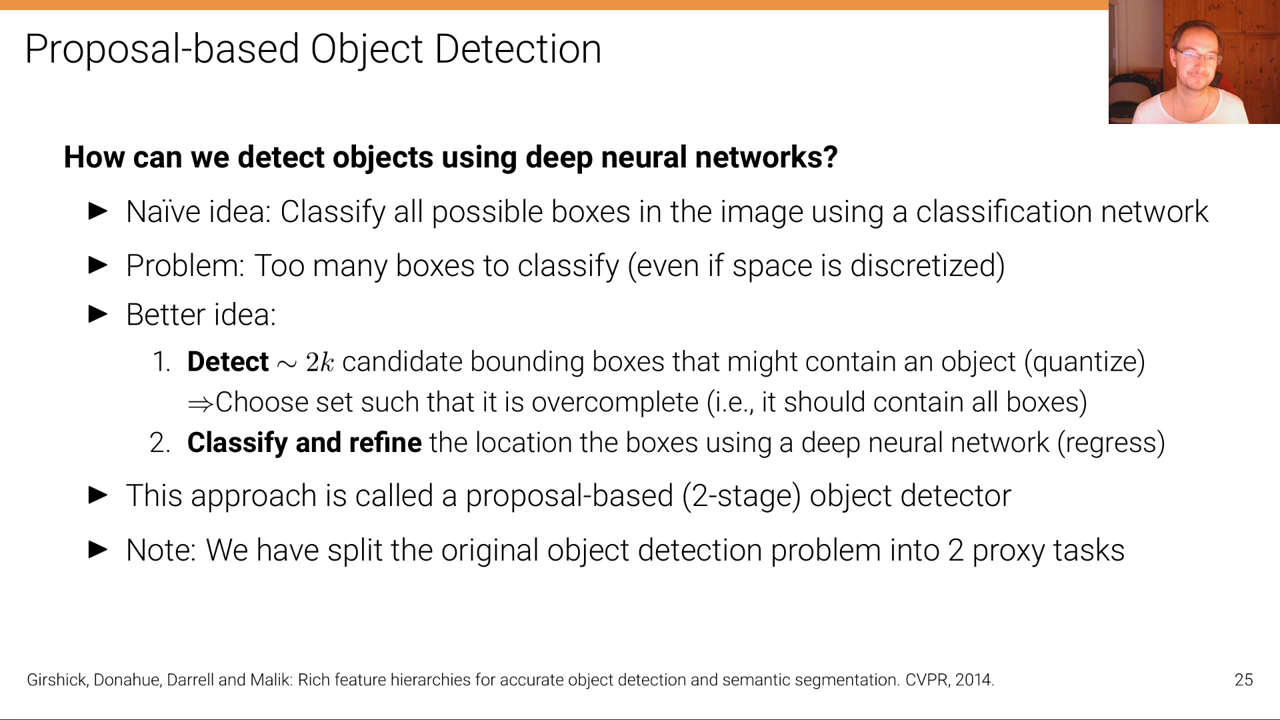 Proposal-based Object Detection
How can we detect objects using deep neural networks?
► Naïve idea: Classify all possible boxes in the image using a classification network
► Problem: Too many boxes to classify (even if space is discretized)
► Better idea:
1. Detect ∼ 2k candidate bounding boxes that might contain an object (quantize)
⇒Choose set such that it is overcomplete (i.e., it should contain all boxes)
2. Classify and refine the location the boxes using a deep neural network (regress)
► This approach is called a proposal-based (2-stage) object detector
► Note: We have split the original object detection problem into 2 proxy tasks
Girshick, Donahue, Darrell and Malik: Rich feature hierarchies for accurate object detection and semantic segmentation. CVPR, 2014.
25